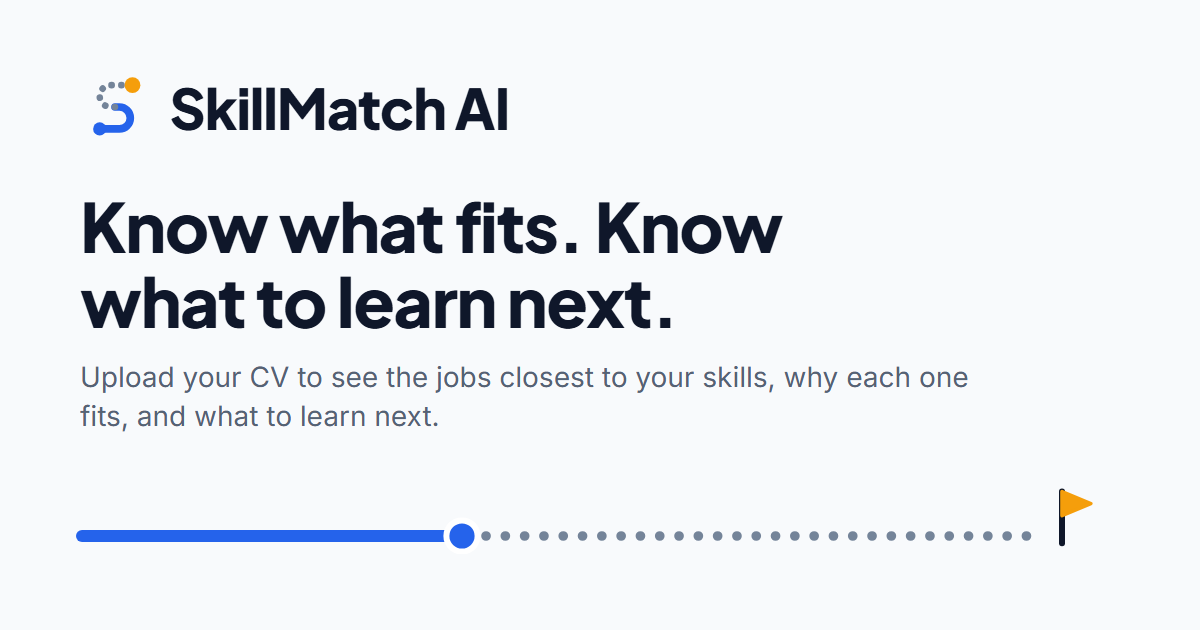 SkillMatch AI
Know what fits. Know
what to learn next.
Upload your CV to see the jobs closest to your skills, why each one
fits, and what to learn next.